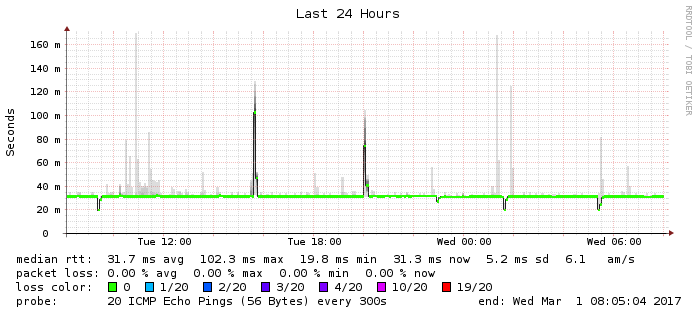 Last 24 Hours
RRDTOOL / TOBI OETIKER
Seconds
160 m
140 m
120 m
100 m
80 m
60 m
40 m
20 m
0
Tue 12:00 Tue 18:00 Wed 00:00 Wed 06:00
median rtt: 31.7 ms avg 102.3 ms max 19.8 ms min 31.3 ms now 5.2 ms sd 6.1 am/s
packet loss: 0.00 % avg 0.00 % max 0.00 % min 0.00 % now
loss color: 0 1/20 2/20 3/20 4/20 10/20 19/20
probe: 20 ICMP Echo Pings (56 Bytes) every 300s end: Wed Mar 1 08:05:04 2017